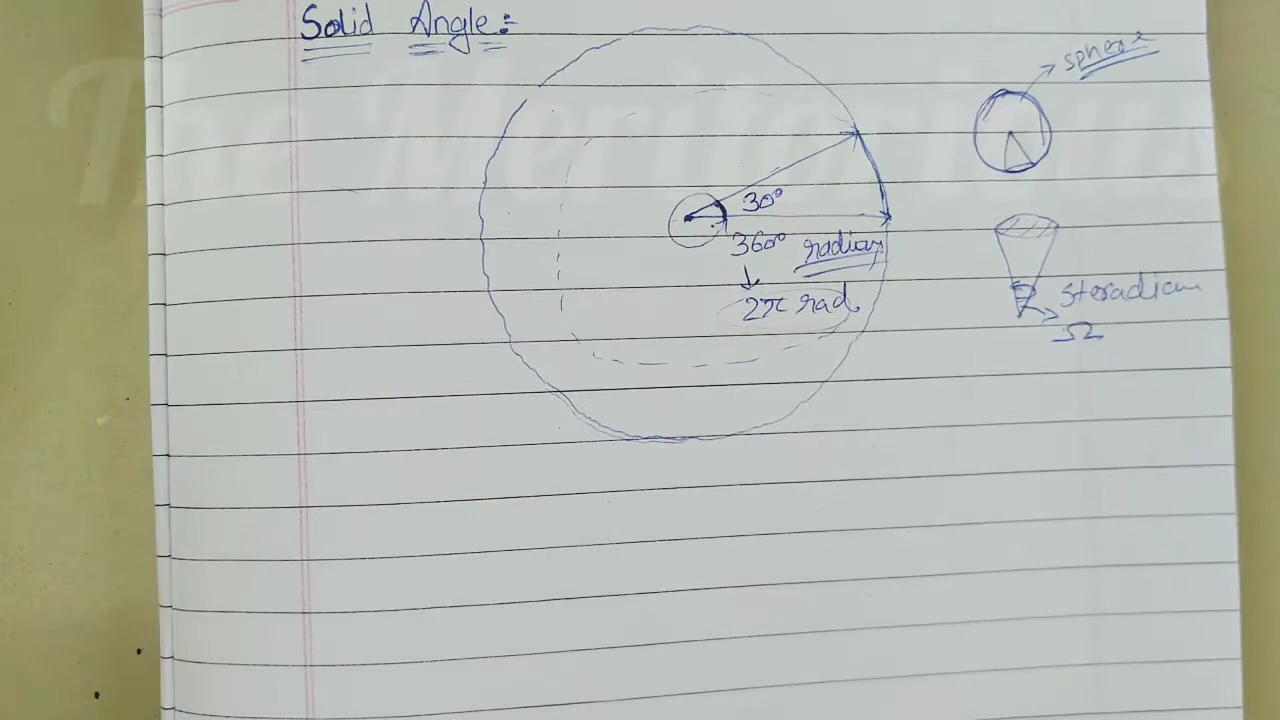 Solid Angle:
sphere
30°
360° radian
2π rad
steradian
Ω